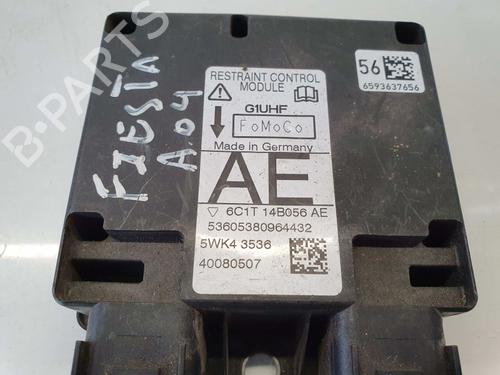 RESTRAINT CONTROL
MODULE
G1UHF
FoMoCo
Made in Germany
AE
6C1T 14B056 AE
53605380964432
5WK4 3536
40080507
56
6593637656
FIESTA
A04
B-PARTS